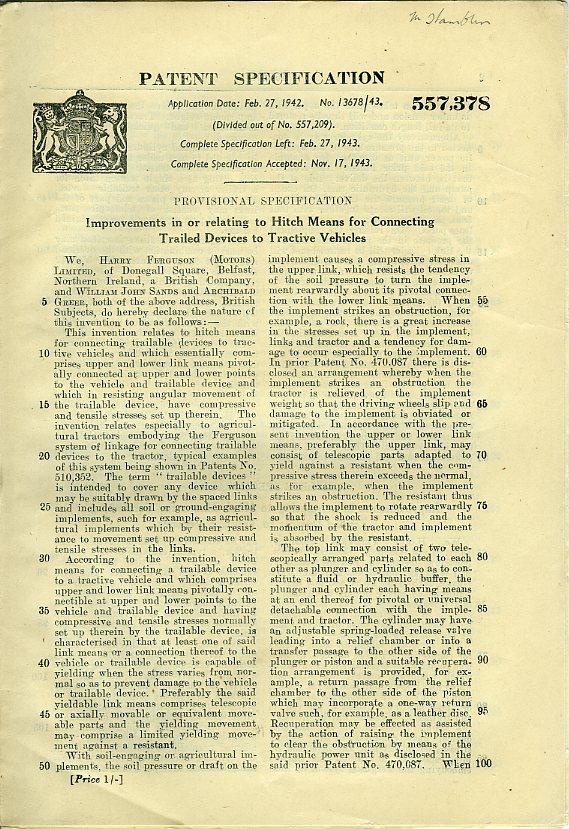 PATENT SPECIFICATION
Application Date: Feb. 27, 1942. No. 13678/43. 557,378
(Divided out of No. 557,209).
Complete Specification Left: Feb. 27, 1943.
Complete Specification Accepted: Nov. 17, 1943.
PROVISIONAL SPECIFICATION
Improvements in or relating to Hitch Means for Connecting
Trailed Devices to Tractive Vehicles
We, HARRY FERGUSON (MOTORS)
LIMITED, of Donegall Square, Belfast,
Northern Ireland, a British Company,
and WILLIAM JOHN SANDS and ARCHIBALD
5 GREER, both of the above address, British
Subjects, do hereby declare the nature of
this invention to be as follows:—
This invention relates to hitch means
for connecting trailable devices to trac-
10 tive vehicles and which essentially com-
prises upper and lower link means pivot-
ally connected at upper and lower points
to the vehicle and trailable device and
which in resisting angular movement of
15 the trailable device, have compressive
and tensile stresses set up therein. The
invention relates especially to agricul-
tural tractors embodying the Ferguson
system of linkage for connecting trailable
20 devices to the tractor, typical examples
of this system being shown in Patents No.
510,352. The term "trailable devices"
is intended to cover any device which
may be suitably drawn by the spaced links
25 and includes all soil or ground-engaging
implements, such for example, as agricul-
tural implements which by their resist-
ance to movement set up compressive and
tensile stresses in the links.
30 According to the invention, hitch
means for connecting a trailable device
to a tractive vehicle and which comprises
upper and lower link means pivotally con-
nectible at upper and lower points to the
35 vehicle and trailable device and having
compressive and tensile stresses normally
set up therein by the trailable device, is
characterised in that at least one of said
link means or a connection thereof to the
40 vehicle or trailable device is capable of
yielding when the stress varies from nor-
mal so as to prevent damage to the vehicle
or trailable device. Preferably the said
yieldable link means comprises telescopic
45 or axially movable or equivalent move-
able parts and the yielding movement
may comprise a limited yielding move-
ment against a resistant.
With soil-engaging or agricultural im-
50 plements, the soil pressure or draft on the
[Price 1/-]
implement causes a compressive stress in
the upper link, which resists the tendency
of the soil pressure to turn the imple-
ment rearwardly about its pivotal connec-
tion with the lower link means. When 55
the implement strikes an obstruction, for
example, a rock, there is a great increase
in the stresses set up in the implement,
links and tractor and a tendency for dam-
age to occur especially to the implement. 60
In prior Patent No. 470,087 there is dis-
closed an arrangement whereby when the
implement strikes an obstruction the
tractor is relieved of the implement
weight so that the driving wheels slip and 65
damage to the implement is obviated or
mitigated. In accordance with the pre-
sent invention the upper or lower link
means, preferably the upper link, may
consist of telescopic parts adapted to 70
yield against a resistant when the com-
pressive stress therein exceeds the normal,
as for example, when the implement
strikes an obstruction. The resistant thus
allows the implement to rotate rearwardly 75
so that the shock is reduced and the
momentum of the tractor and implement
is absorbed by the resistant.
The top link may consist of two tele-
scopically arranged parts related to each 80
other as plunger and cylinder so as to con-
stitute a fluid or hydraulic buffer, the
plunger and cylinder each having means
at an end thereof for pivotal or universal
detachable connection with the imple- 85
ment and tractor. The cylinder may have
an adjustable spring-loaded release valve
leading into a relief chamber or into a
transfer passage to the other side of the
plunger or piston and a suitable recupera- 90
tion arrangement is provided, for ex-
ample, a return passage from the relief
chamber to the other side of the piston
which may incorporate a one-way return
valve such, for example, as a leather disc. 95
Recuperation may be effected as assisted
by the action of raising the implement
to clear the obstruction by means of the
hydraulic power unit as disclosed in the
said prior Patent No. 470,087. When 100